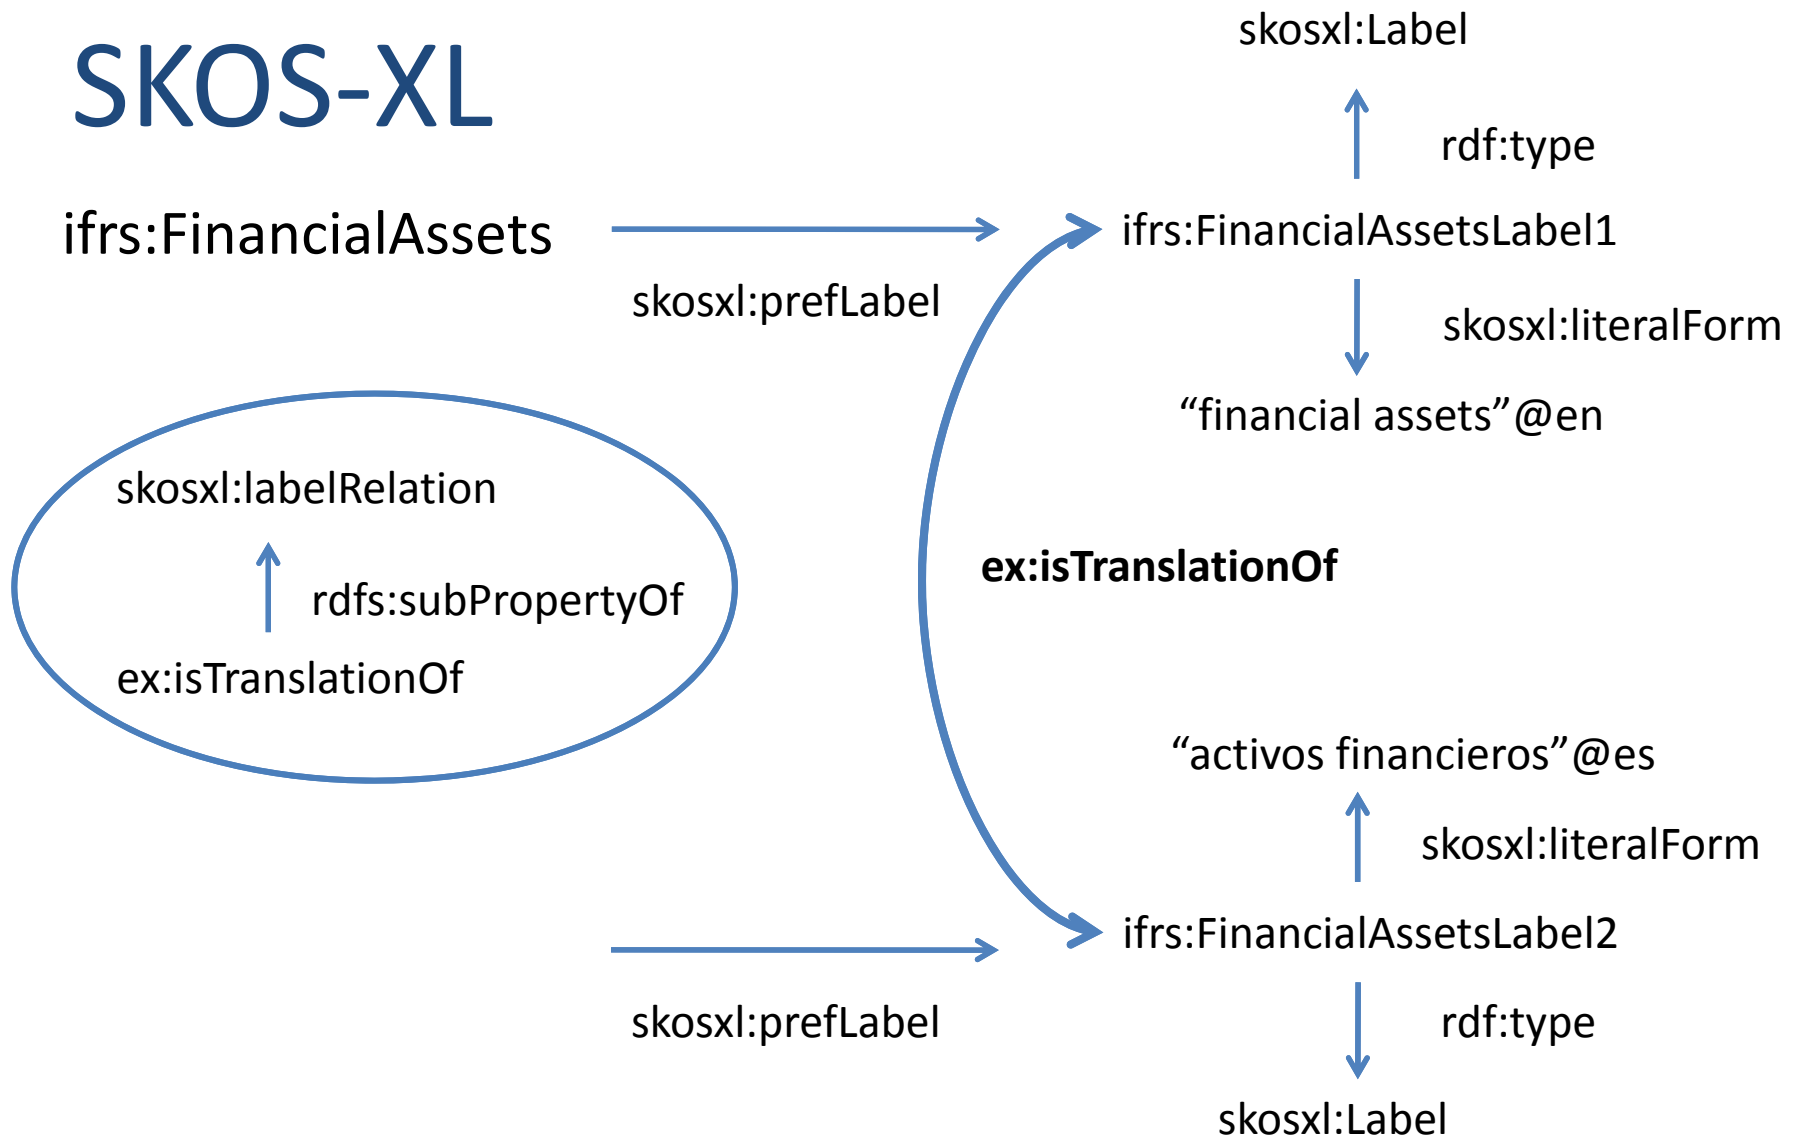 SKOS-XL
skosxl:Label
rdf:type
ifrs:FinancialAssets
ifrs:FinancialAssetsLabel1
skosxl:prefLabel
skosxl:literalForm
“financial assets”@en
skosxl:labelRelation
rdfs:subPropertyOf
ex:isTranslationOf
ex:isTranslationOf
“activos financieros”@es
skosxl:literalForm
ifrs:FinancialAssetsLabel2
skosxl:prefLabel
rdf:type
skosxl:Label